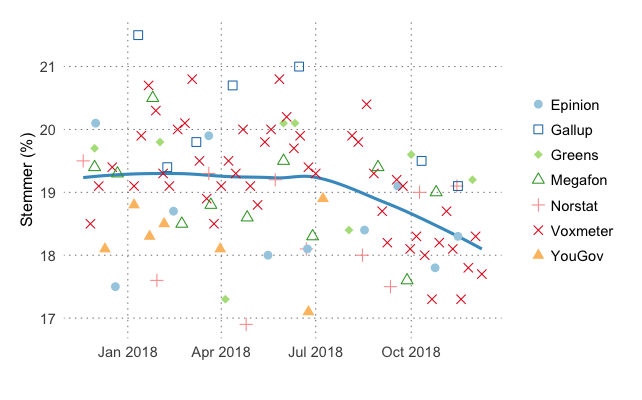 Stemmer (%)
21
20
19
18
17
Jan 2018
Apr 2018
Jul 2018
Oct 2018
Epinion
Gallup
Greens
Megafon
Norstat
Voxmeter
YouGov